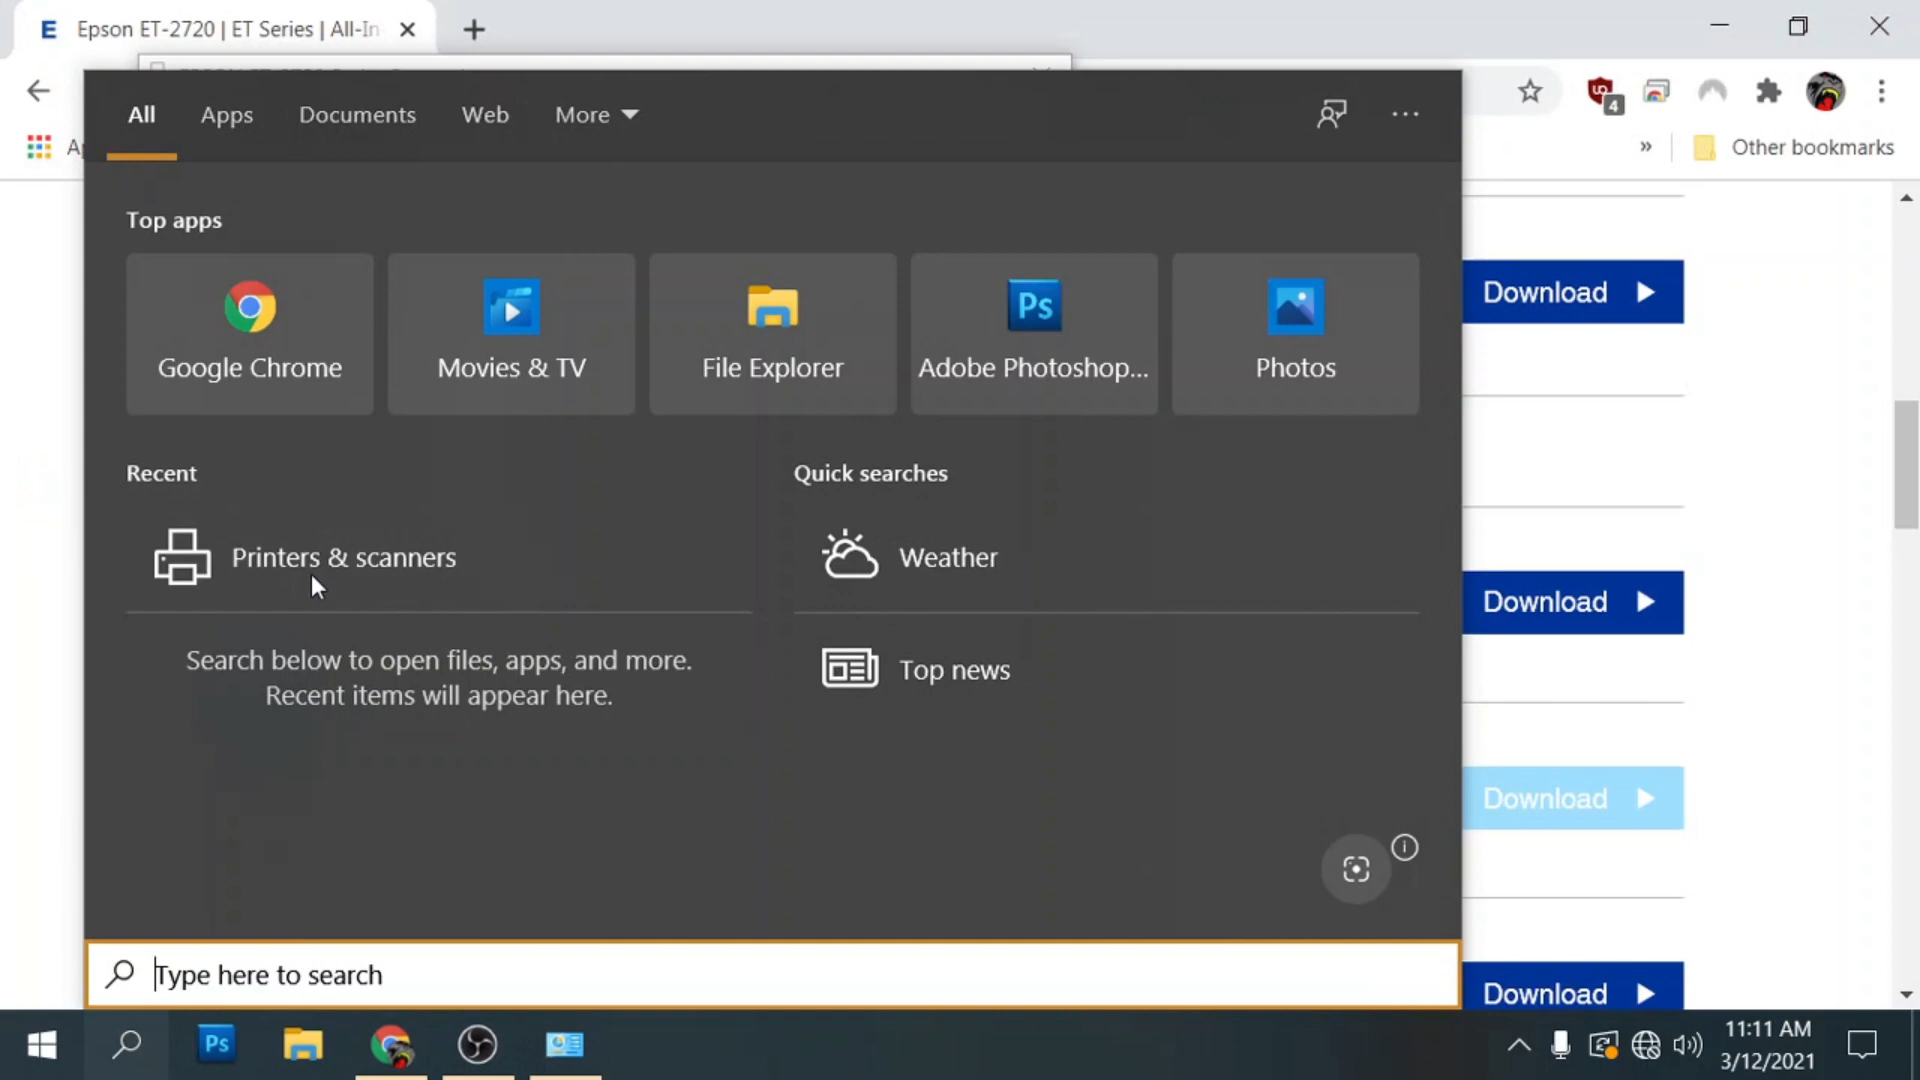 E Epson ET-2720 | ET Series | All-In
4
Other bookmarks
All Apps Documents Web More
Top apps
Google Chrome Movies & TV File Explorer Adobe Photoshop... Photos
Ps
Recent Quick searches
Printers & scanners Weather
Search below to open files, apps, and more.
Recent items will appear here.
Top news
Type here to search
Download
Download
Download
Download
Ps
11:11 AM
3/12/2021